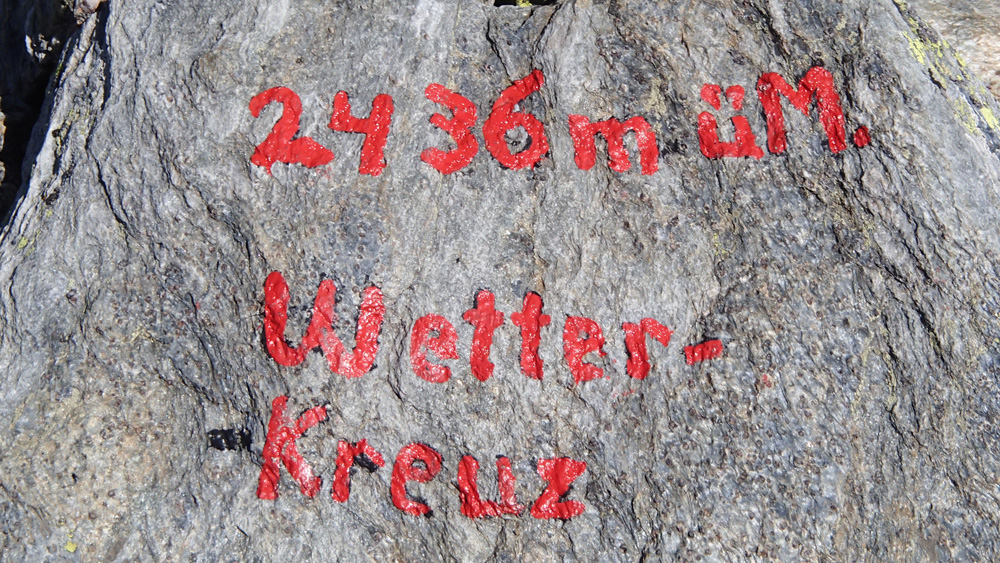 2436 m üM.
Wetter-
Kreuz